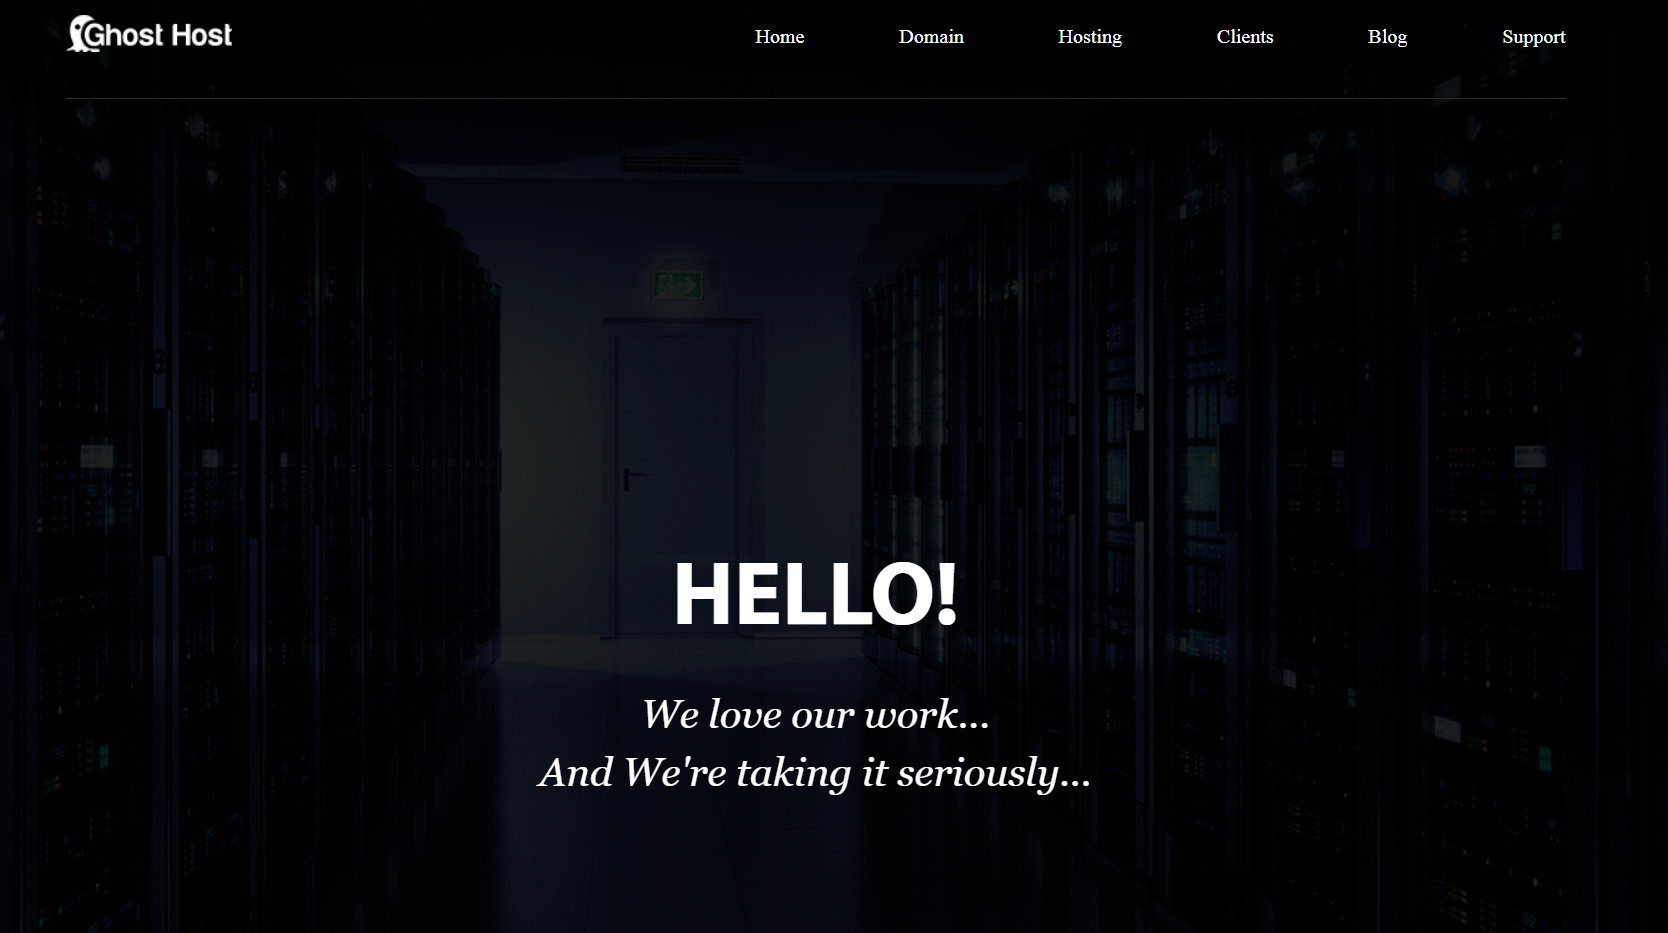 Ghost Host
Home Domain Hosting Clients Blog Support
HELLO!
We love our work...
And We're taking it seriously...